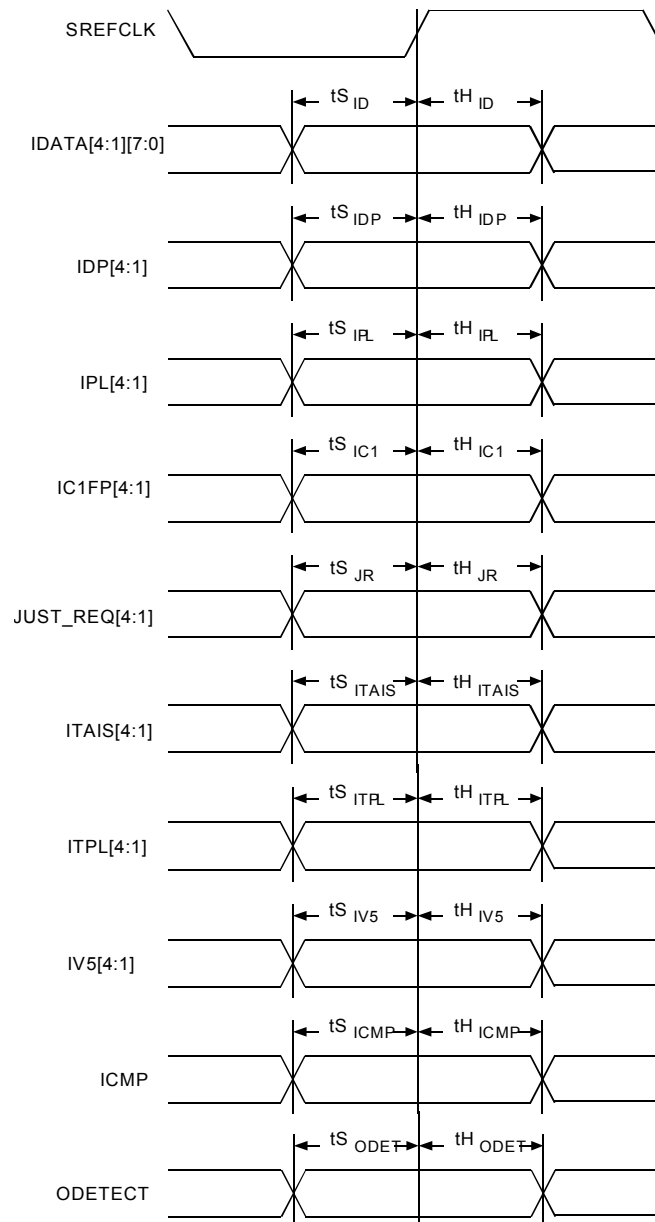 SREFCLK
tS ID tH ID
IDATA[4:1][7:0]
tS IDP tH IDP
IDP[4:1]
tS IPL tH IPL
IPL[4:1]
tS IC1 tH IC1
IC1FP[4:1]
tS JR tH JR
JUST_REQ[4:1]
tS ITAIS tH ITAIS
ITAIS[4:1]
tS ITPL tH ITPL
ITPL[4:1]
tS IV5 tH IV5
IV5[4:1]
tS ICMP tH ICMP
ICMP
tS ODET tH ODET
ODETECT